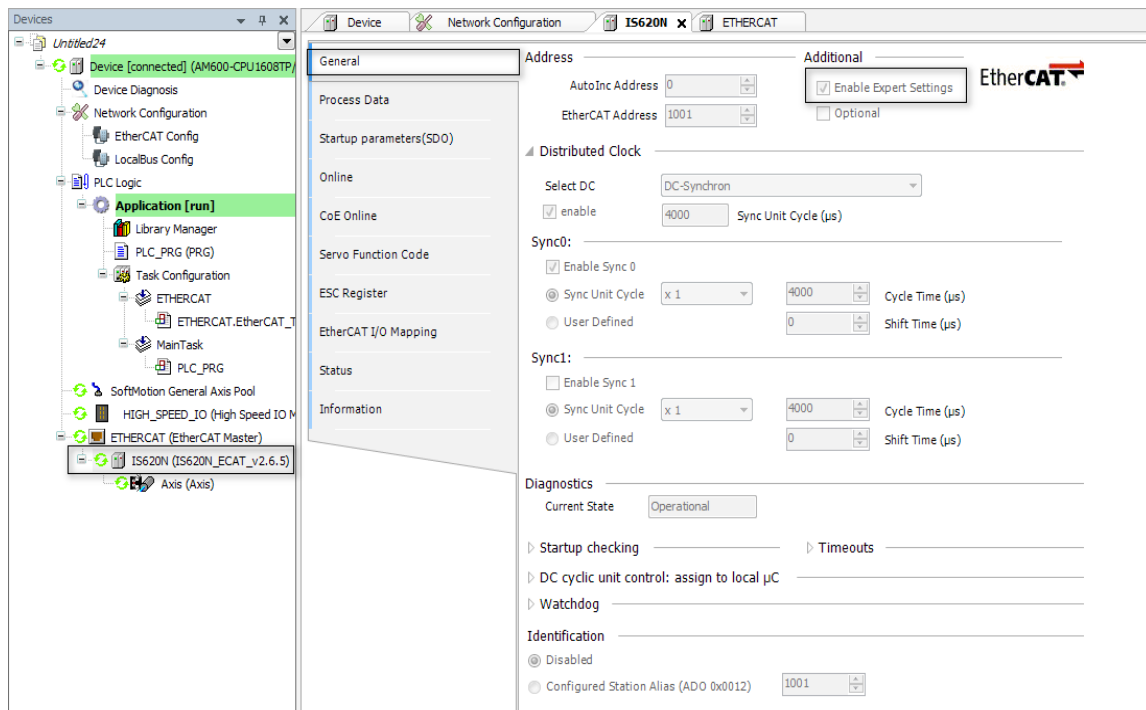 Devices
Untitled24
Device [connected] (AM600-CPU1608TP/
Device Diagnosis
Network Configuration
EtherCAT Config
LocalBus Config
PLC Logic
Application [run]
Library Manager
PLC_PRG (PRG)
Task Configuration
ETHERCAT
ETHERCAT.EtherCAT_T
MainTask
PLC_PRG
SoftMotion General Axis Pool
HIGH_SPEED_IO (High Speed IO M
ETHERCAT (EtherCAT Master)
IS620N (IS620N_ECAT_v2.6.5)
Axis (Axis)
Device Network Configuration IS620N ETHERCAT
General
Process Data
Startup parameters(SDO)
Online
CoE Online
Servo Function Code
ESC Register
EtherCAT I/O Mapping
Status
Information
Address Additional
AutoInc Address 0 Enable Expert Settings EtherCAT
EtherCAT Address 1001 Optional
Distributed Clock
Select DC DC-Synchron
enable 4000 Sync Unit Cycle (µs)
Sync0:
Enable Sync 0
Sync Unit Cycle x 1 4000 Cycle Time (µs)
User Defined 0 Shift Time (µs)
Sync1:
Enable Sync 1
Sync Unit Cycle x 1 4000 Cycle Time (µs)
User Defined 0 Shift Time (µs)
Diagnostics
Current State Operational
Startup checking Timeouts
DC cyclic unit control: assign to local µC
Watchdog
Identification
Disabled
Configured Station Alias (ADO 0x0012) 1001